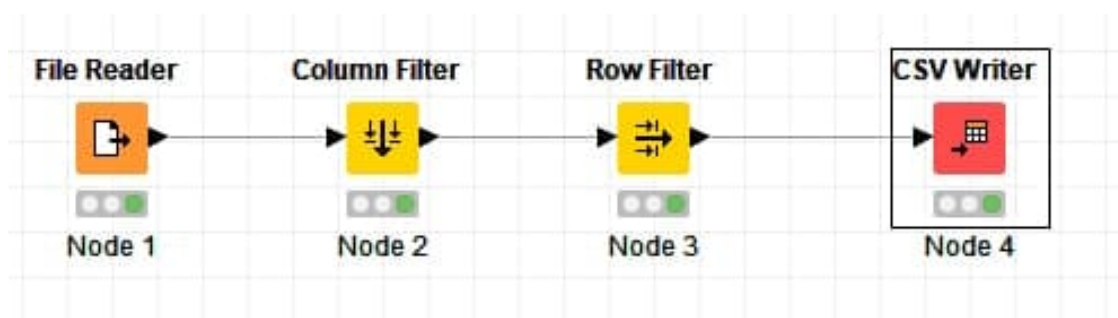 File Reader
Column Filter
Row Filter
CSV Writer
Node 1
Node 2
Node 3
Node 4